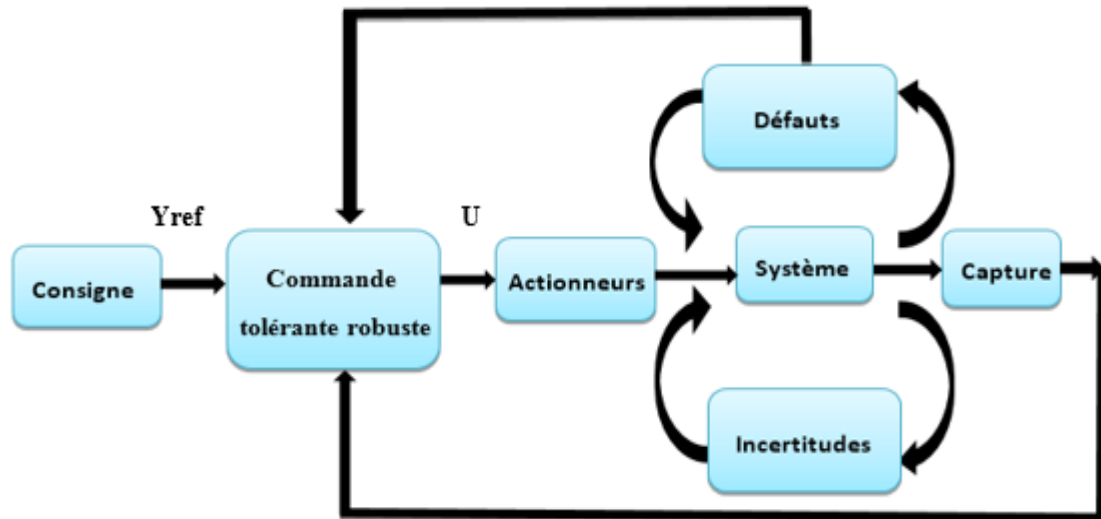 Défauts
Yref
U
Consigne
Commande
tolérante robuste
Actionneurs
Système
Capture
Incertitudes